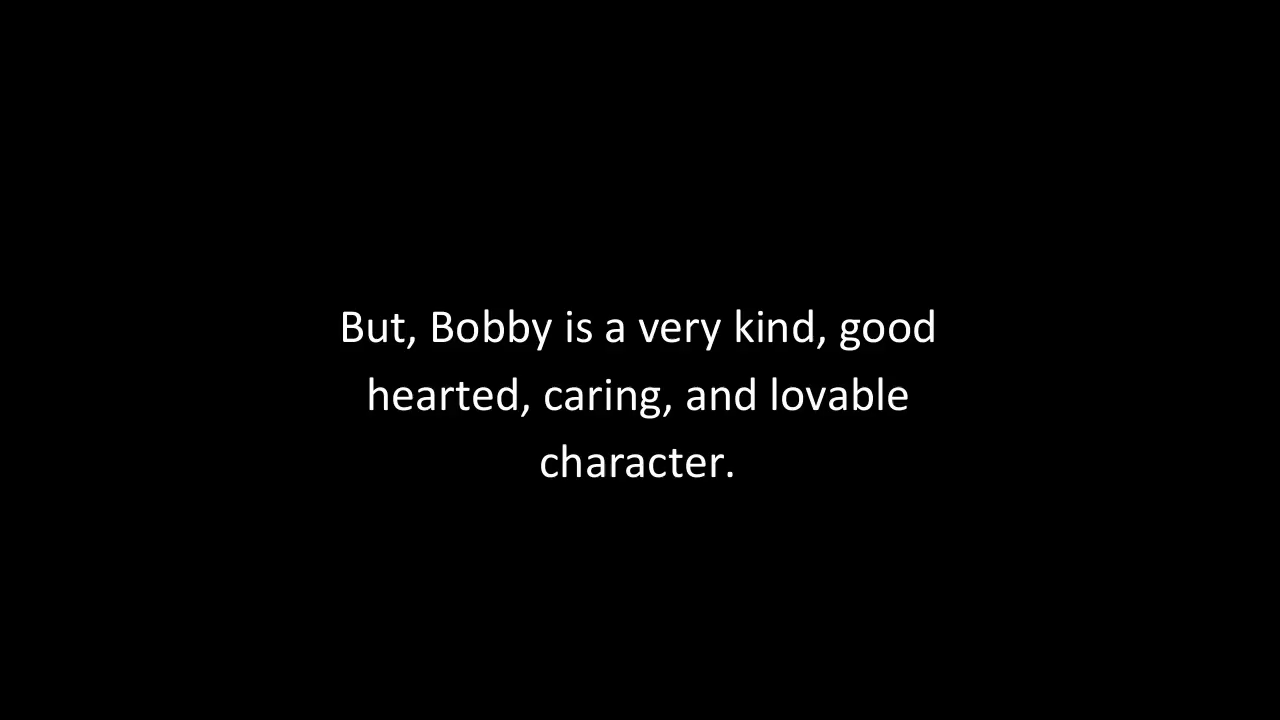 But, Bobby is a very kind, good
hearted, caring, and lovable
character.